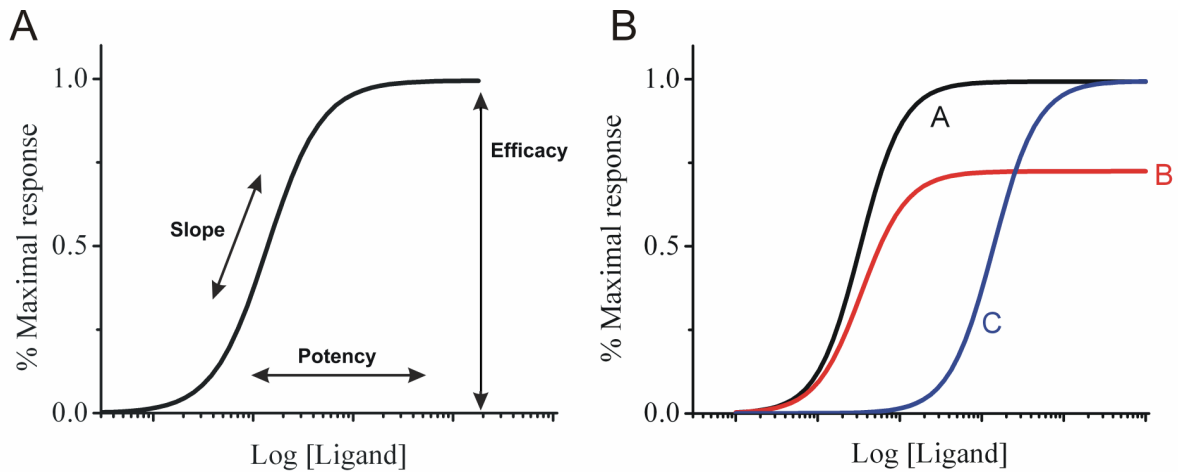 A
% Maximal response
1.0
0.5
0.0
Slope
Efficacy
Potency
Log [Ligand]
B
% Maximal response
1.0
0.5
0.0
A
B
C
Log [Ligand]